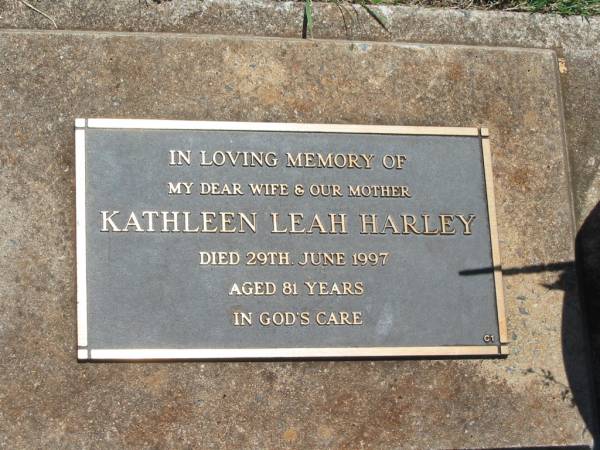 IN LOVING MEMORY OF
MY DEAR WIFE & OUR MOTHER
KATHLEEN LEAH HARLEY
DIED 29TH. JUNE 1997
AGED 81 YEARS
IN GOD'S CARE
C1